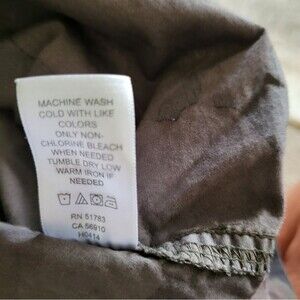 MACHINE WASH
COLD WITH LIKE
COLORS
ONLY NON-
CHLORINE BLEACH
WHEN NEEDED
TUMBLE DRY LOW
WARM IRON IF
NEEDED
RN 51783
CA 56910
H0414